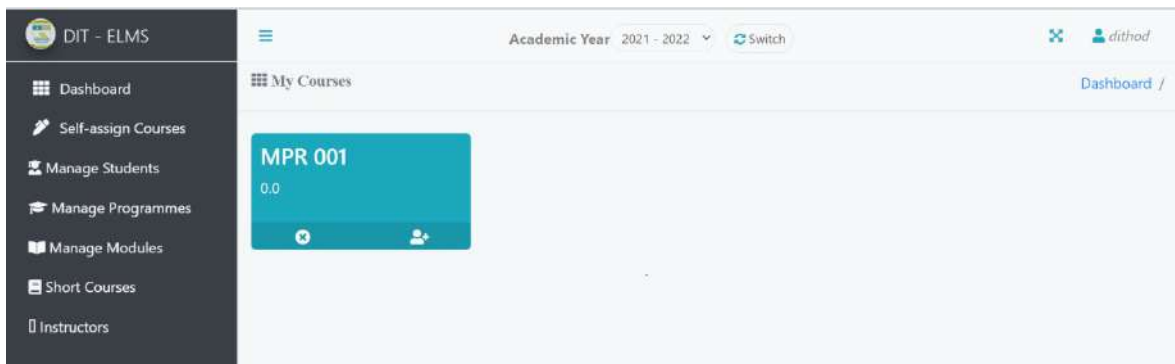 DIT - ELMS
Academic Year 2021 - 2022 Switch
dithod
Dashboard
Self-assign Courses
Manage Students
Manage Programmes
Manage Modules
Short Courses
Instructors
My Courses
Dashboard /
MPR 001
0.0